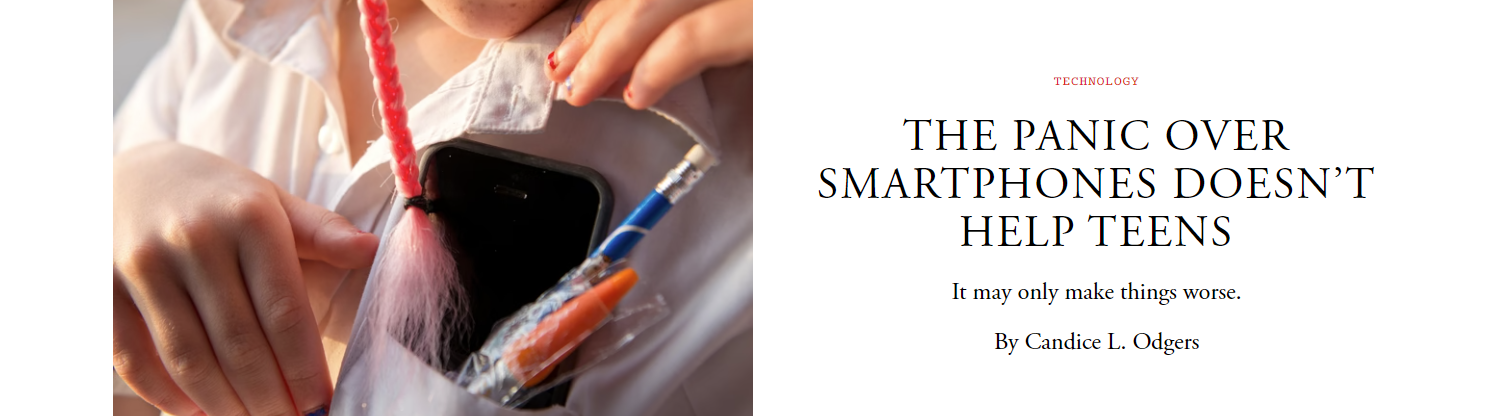 TECHNOLOGY
THE PANIC OVER
SMARTPHONES DOESN’T
HELP TEENS
It may only make things worse.
By Candice L. Odgers